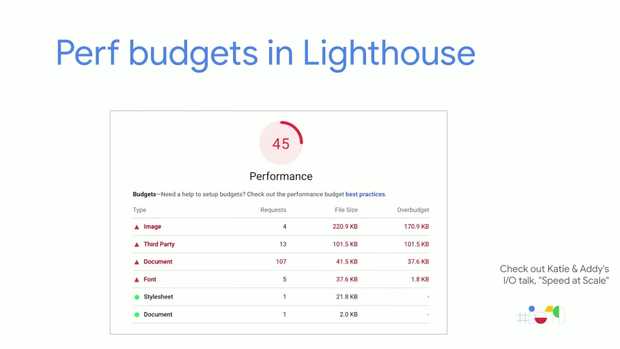 Perf budgets in Lighthouse
45
Performance
Budgets—Need a help to setup budgets? Check out the performance budget best practices.
Type Requests File Size Overbudget
Image 4 220.9 KB 170.9 KB
Third Party 13 101.5 KB 101.5 KB
Document 107 41.5 KB 37.6 KB
Font 5 37.6 KB 1.8 KB
Stylesheet 1 21.8 KB -
Document 1 2.0 KB -
Check out Katie & Addy's
I/O talk, "Speed at Scale"